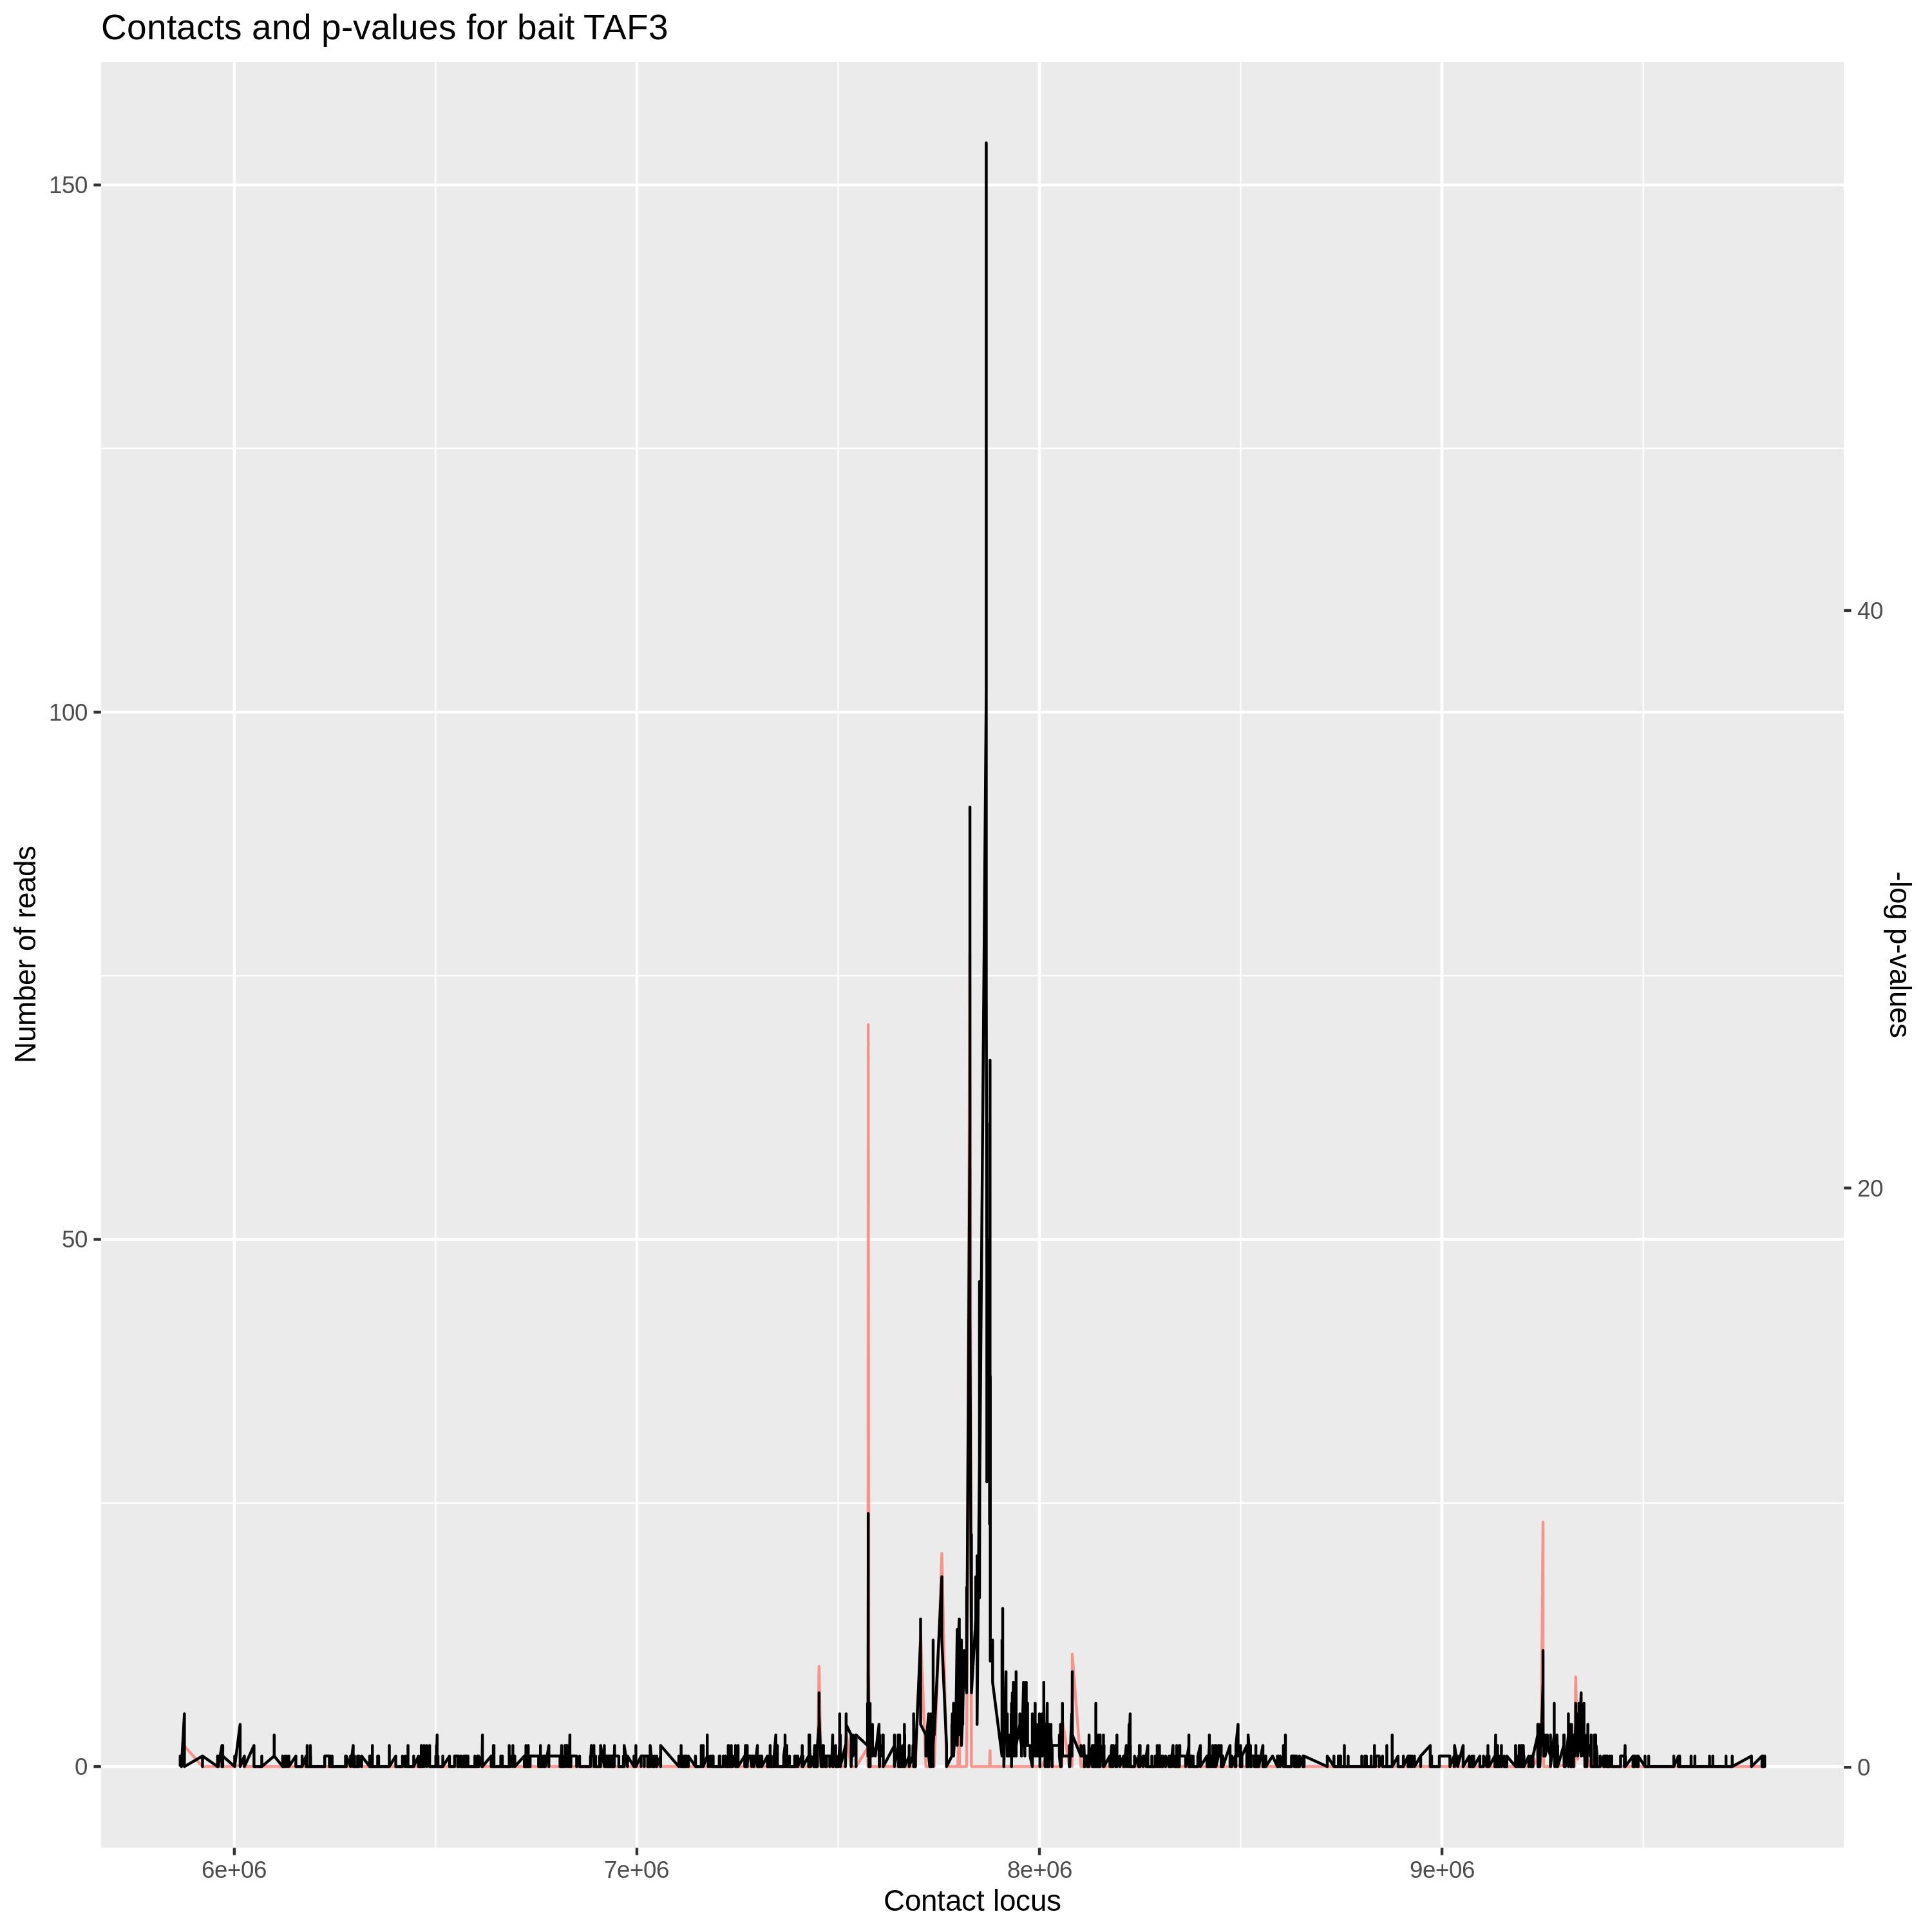 Contacts and p-values for bait TAF3
150
100
50
0
Number of reads
40
20
0
-log p-values
6e+06
7e+06
8e+06
9e+06
Contact locus